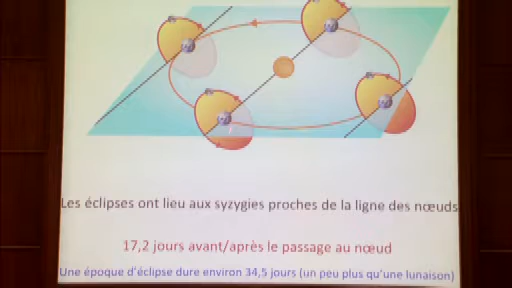 Les éclipses ont lieu aux syzygies proches de la ligne des nœuds
17,2 jours avant/après le passage au nœud
Une époque d'éclipse dure environ 34,5 jours (un peu plus qu'une lunaison)